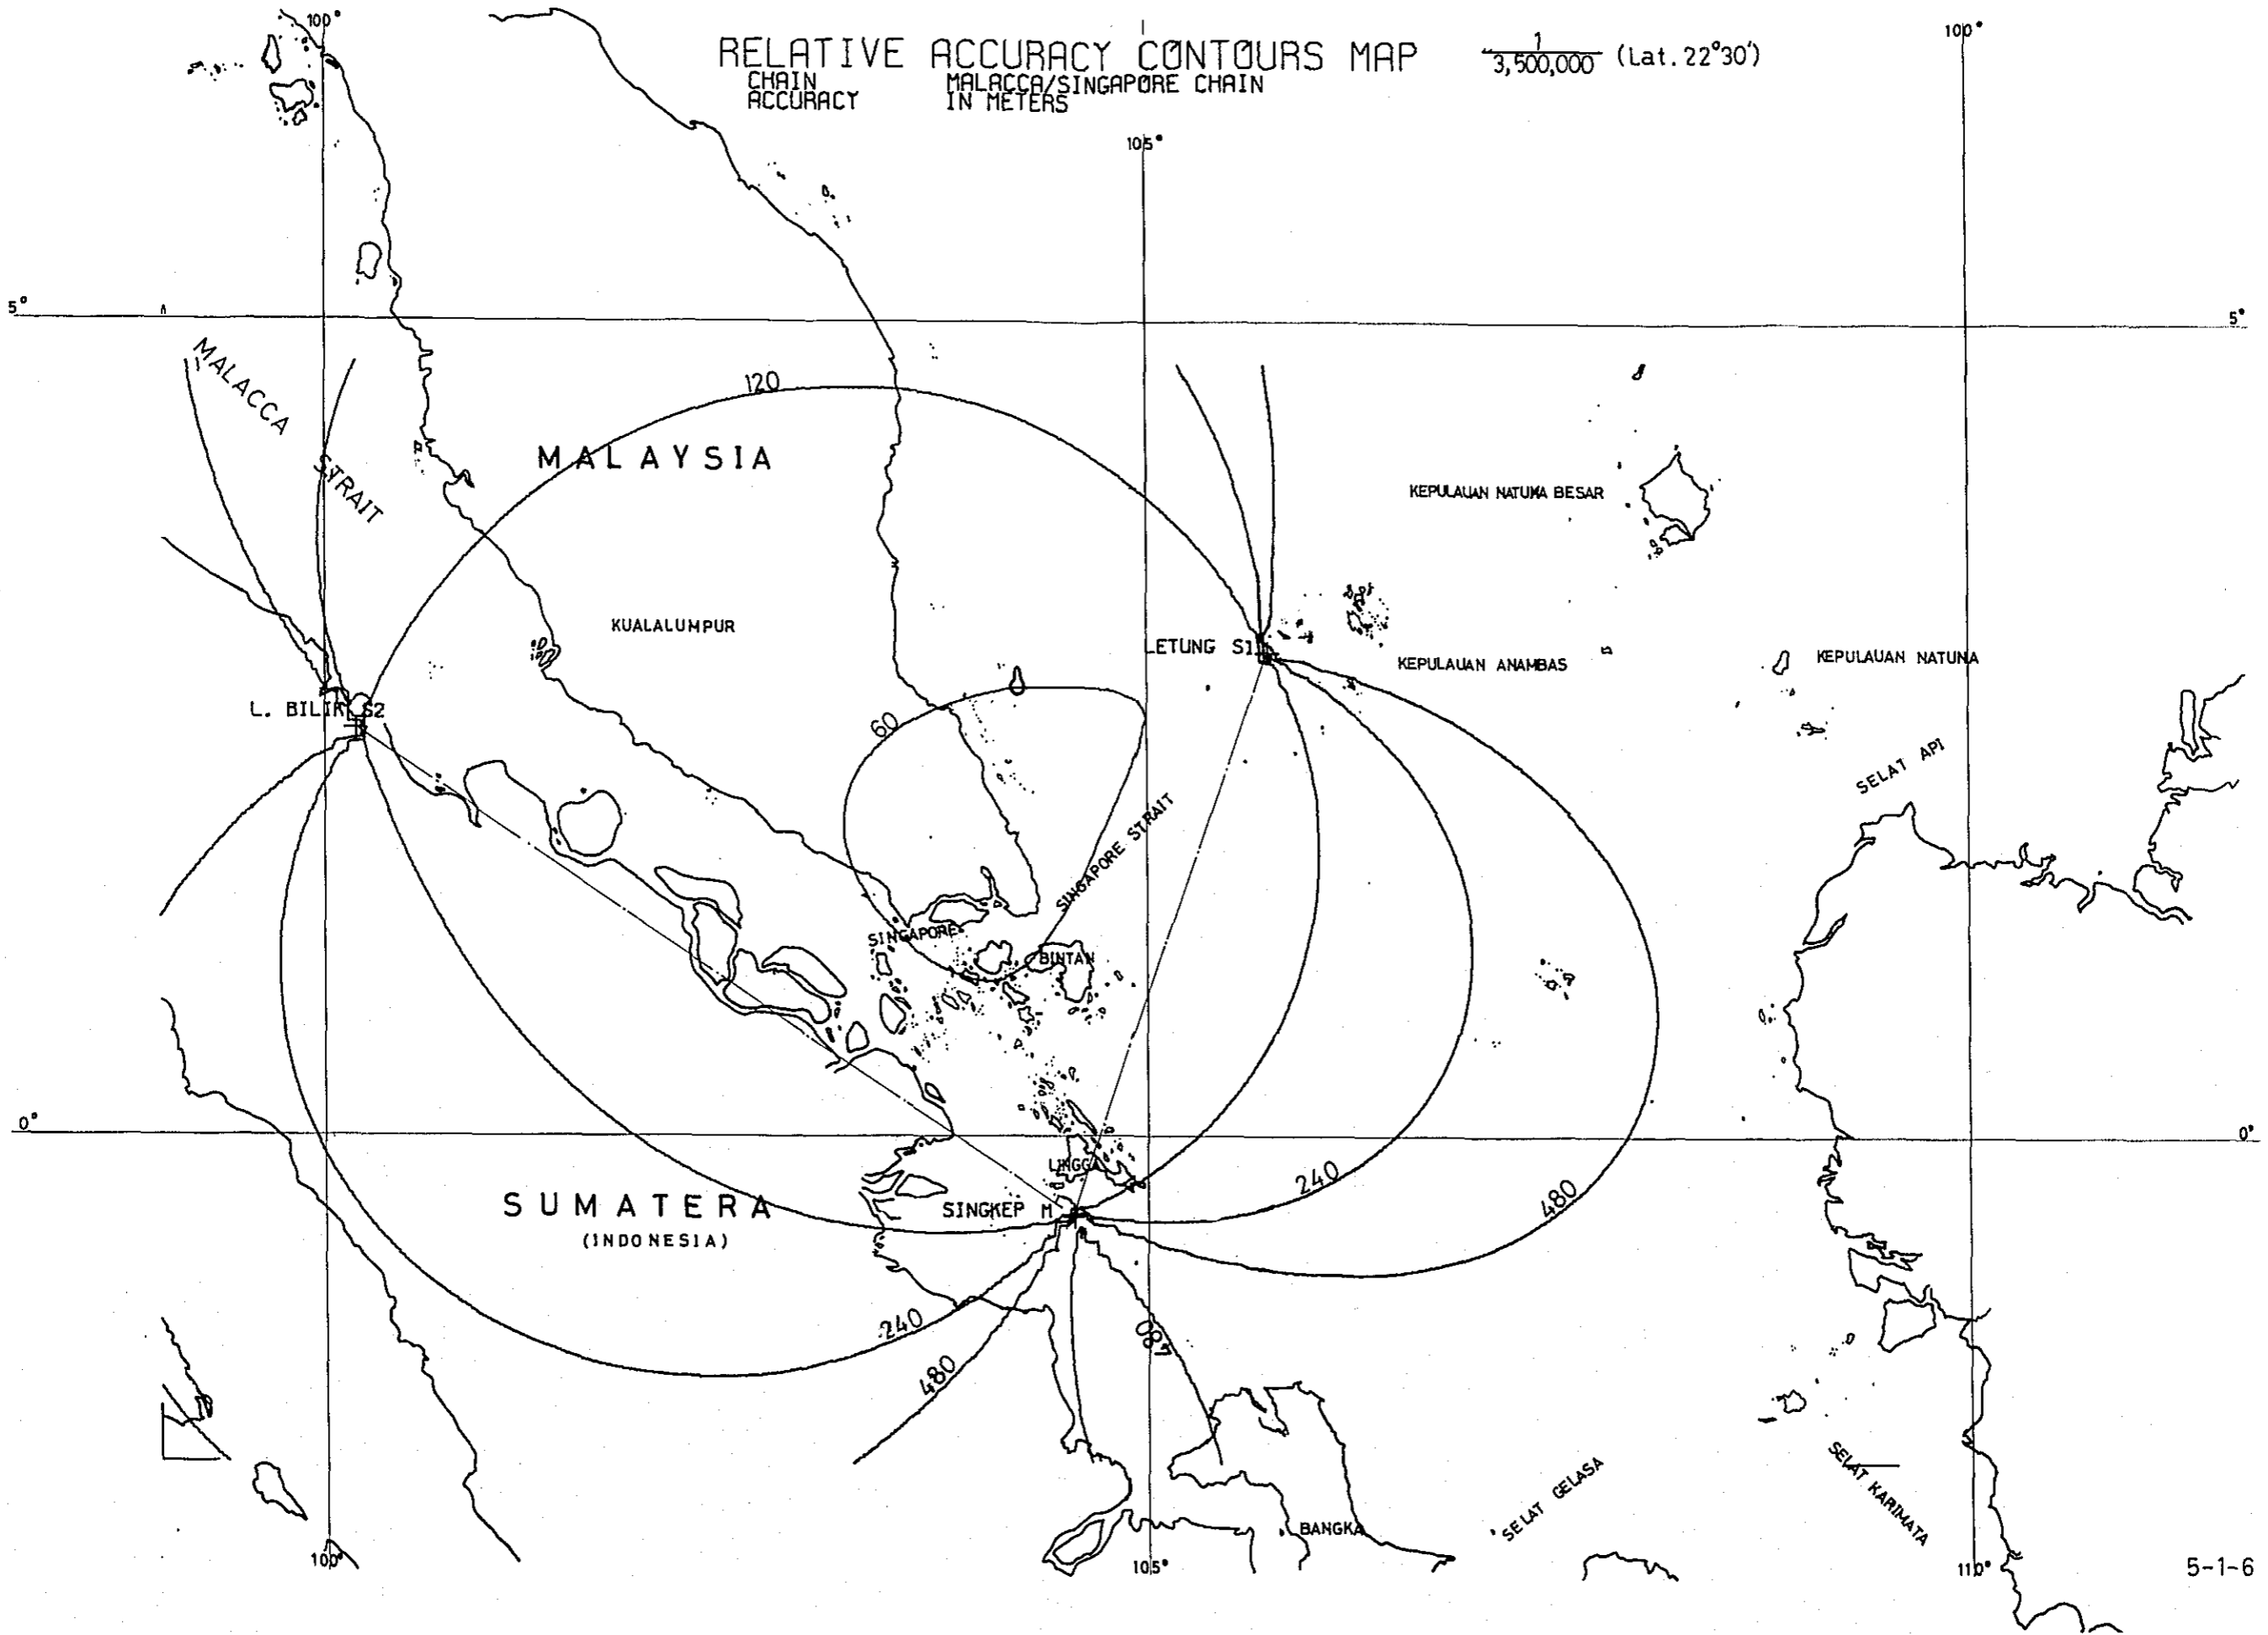 100°
100°
RELATIVE ACCURACY CONTOURS MAP
1
3,500,000 (Lat. 22°30′)
CHAIN MALACCA/SINGAPORE CHAIN
ACCURACY IN METERS
105°
5°
5°
MALACCA
STRAIT
120
MALAYSIA
KEPULAUAN NATUNA BESAR
KUALALUMPUR
LETUNG S1
KEPULAUAN ANAMBAS
KEPULAUAN NATUNA
L. BILIK S2
60
SELAT API
SINGAPORE STRAIT
SINGAPORE
BINTAN
0°
0°
LINGGA
SUMATERA
(INDONESIA)
SINGKEP M
240
480
240
480
480
SELAT GELASA
SELAT KARIMATA
BANGKA
100°
105°
110°
5-1-6